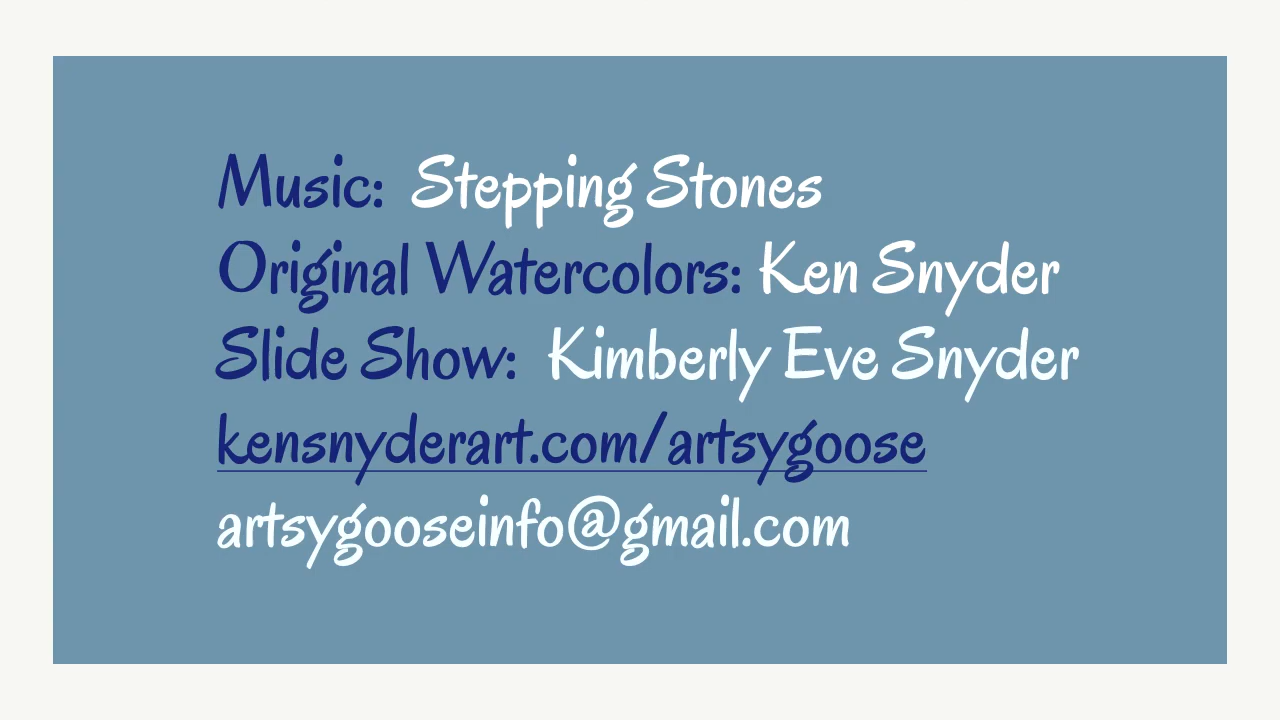 Music: Stepping Stones
Original Watercolors: Ken Snyder
Slide Show: Kimberly Eve Snyder
kensnyderart.com/artsygoose
artsygooseinfo@gmail.com